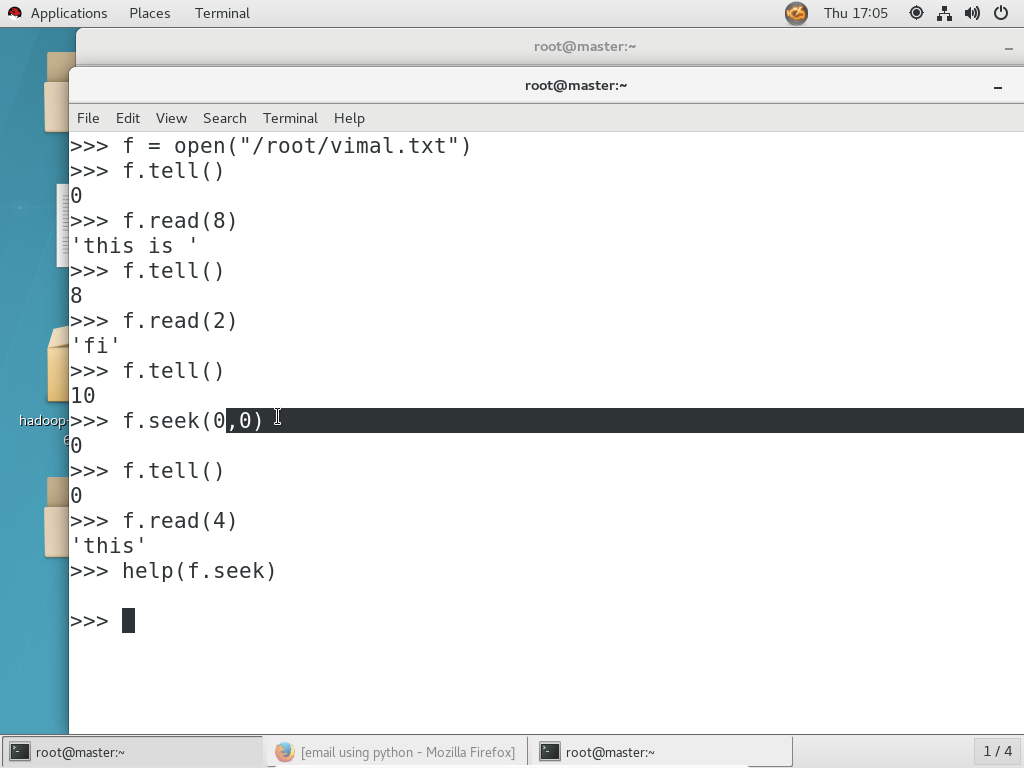 Applications Places Terminal Thu 17:05
root@master:~
root@master:~
File Edit View Search Terminal Help
>>> f = open("/root/vimal.txt")
>>> f.tell()
0
>>> f.read(8)
'this is '
>>> f.tell()
8
>>> f.read(2)
'fi'
>>> f.tell()
10
>>> f.seek(0,0)
0
>>> f.tell()
0
>>> f.read(4)
'this'
>>> help(f.seek)
>>>
hadoop-
root@master:~ [email using python - Mozilla Firefox] root@master:~ 1 / 4